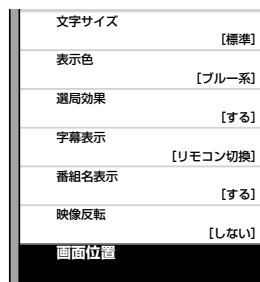 文字サイズ
[標準]
表示色
[ブルー系]
選局効果
[する]
字幕表示
[リモコン切換]
番組名表示
[する]
映像反転
[しない]
画面位置